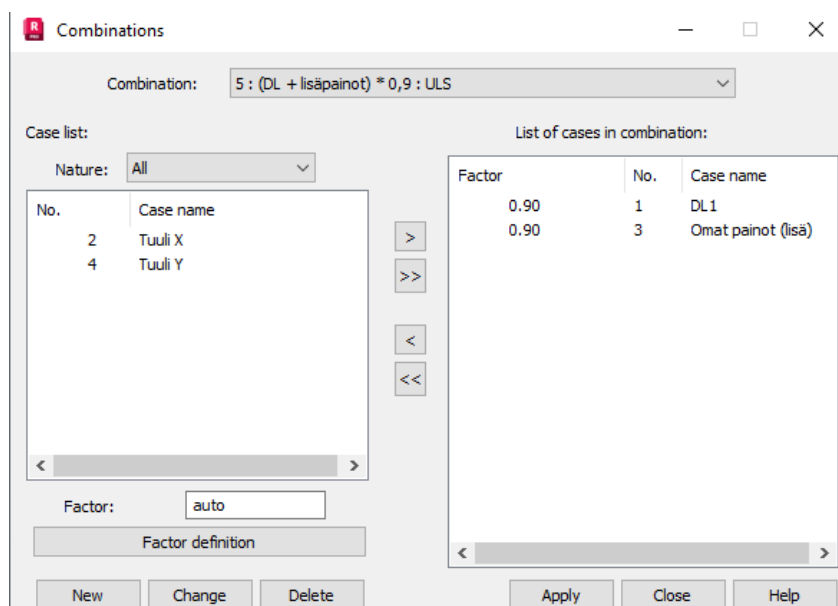 R
PRO
Combinations
Combination: 5 : (DL + lisäpainot) * 0,9 : ULS
Case list:
Nature: All
No. Case name
2 Tuuli X
4 Tuuli Y
Factor: auto
Factor definition
New Change Delete
>
>>
<
<<
List of cases in combination:
Factor No. Case name
0.90 1 DL1
0.90 3 Omat painot (lisä)
Apply Close Help